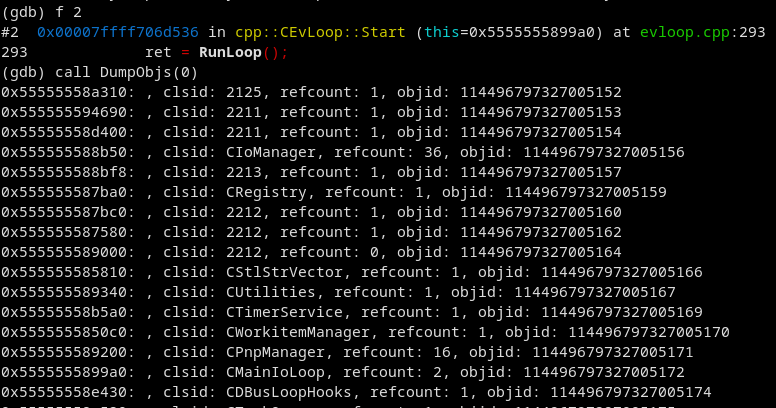 (gdb) f 2
#2  0x00007ffff706d536 in cpp::CEvLoop::Start (this=0x5555555899a0) at evloop.cpp:293
293             ret = RunLoop();
(gdb) call DumpObjs(0)
0x55555558a310: , clsid: 2125, refcount: 1, objid: 114496797327005152
0x555555594690: , clsid: 2211, refcount: 1, objid: 114496797327005153
0x55555558d400: , clsid: 2211, refcount: 1, objid: 114496797327005154
0x555555588b50: , clsid: CIoManager, refcount: 36, objid: 114496797327005156
0x555555588bf8: , clsid: 2213, refcount: 1, objid: 114496797327005157
0x555555587ba0: , clsid: CRegistry, refcount: 1, objid: 114496797327005159
0x555555587bc0: , clsid: 2212, refcount: 1, objid: 114496797327005160
0x555555587580: , clsid: 2212, refcount: 1, objid: 114496797327005162
0x555555589000: , clsid: 2212, refcount: 0, objid: 114496797327005164
0x555555585810: , clsid: CStlStrVector, refcount: 1, objid: 114496797327005166
0x555555589340: , clsid: CUtilities, refcount: 1, objid: 114496797327005167
0x55555558b5a0: , clsid: CTimerService, refcount: 1, objid: 114496797327005169
0x5555555850c0: , clsid: CWorkitemManager, refcount: 1, objid: 114496797327005170
0x555555589200: , clsid: CPnpManager, refcount: 16, objid: 114496797327005171
0x5555555899a0: , clsid: CMainIoLoop, refcount: 2, objid: 114496797327005172
0x55555558e430: , clsid: CDBusLoopHooks, refcount: 1, objid: 114496797327005174